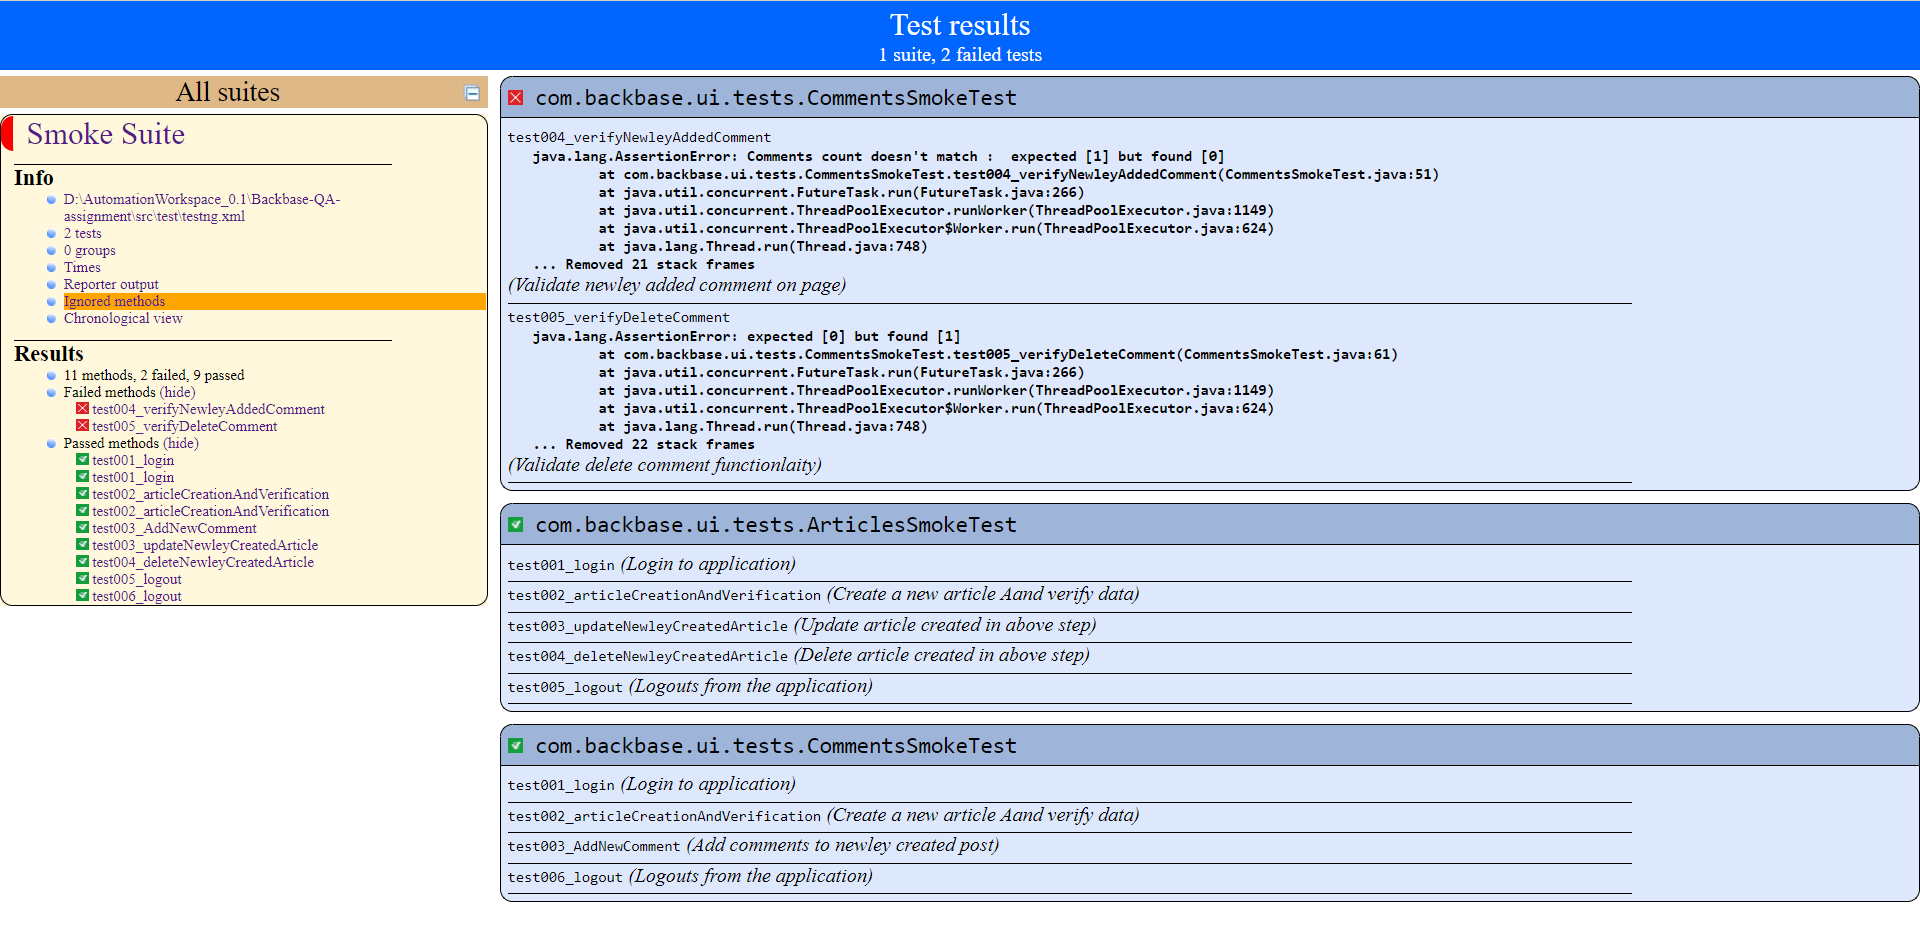 Test results
1 suite, 2 failed tests
All suites
Smoke Suite
Info
D:\AutomationWorkspace_0.1\Backbase-QA-
assignment\src\test\testng.xml
2 tests
0 groups
Times
Reporter output
Ignored methods
Chronological view
Results
11 methods, 2 failed, 9 passed
Failed methods (hide)
test004_verifyNewleyAddedComment
test005_verifyDeleteComment
Passed methods (hide)
test001_login
test001_login
test002_articleCreationAndVerification
test002_articleCreationAndVerification
test003_AddNewComment
test003_updateNewleyCreatedArticle
test004_deleteNewleyCreatedArticle
test005_logout
test006_logout
com.backbase.ui.tests.CommentsSmokeTest
test004_verifyNewleyAddedComment
java.lang.AssertionError: Comments count doesn't match :  expected [1] but found [0]
at com.backbase.ui.tests.CommentsSmokeTest.test004_verifyNewleyAddedComment(CommentsSmokeTest.java:51)
at java.util.concurrent.FutureTask.run(FutureTask.java:266)
at java.util.concurrent.ThreadPoolExecutor.runWorker(ThreadPoolExecutor.java:1149)
at java.util.concurrent.ThreadPoolExecutor$Worker.run(ThreadPoolExecutor.java:624)
at java.lang.Thread.run(Thread.java:748)
... Removed 21 stack frames
(Validate newley added comment on page)
test005_verifyDeleteComment
java.lang.AssertionError: expected [0] but found [1]
at com.backbase.ui.tests.CommentsSmokeTest.test005_verifyDeleteComment(CommentsSmokeTest.java:61)
at java.util.concurrent.FutureTask.run(FutureTask.java:266)
at java.util.concurrent.ThreadPoolExecutor.runWorker(ThreadPoolExecutor.java:1149)
at java.util.concurrent.ThreadPoolExecutor$Worker.run(ThreadPoolExecutor.java:624)
at java.lang.Thread.run(Thread.java:748)
... Removed 22 stack frames
(Validate delete comment functionlaity)
com.backbase.ui.tests.ArticlesSmokeTest
test001_login (Login to application)
test002_articleCreationAndVerification (Create a new article Aand verify data)
test003_updateNewleyCreatedArticle (Update article created in above step)
test004_deleteNewleyCreatedArticle (Delete article created in above step)
test005_logout (Logouts from the application)
com.backbase.ui.tests.CommentsSmokeTest
test001_login (Login to application)
test002_articleCreationAndVerification (Create a new article Aand verify data)
test003_AddNewComment (Add comments to newley created post)
test006_logout (Logouts from the application)